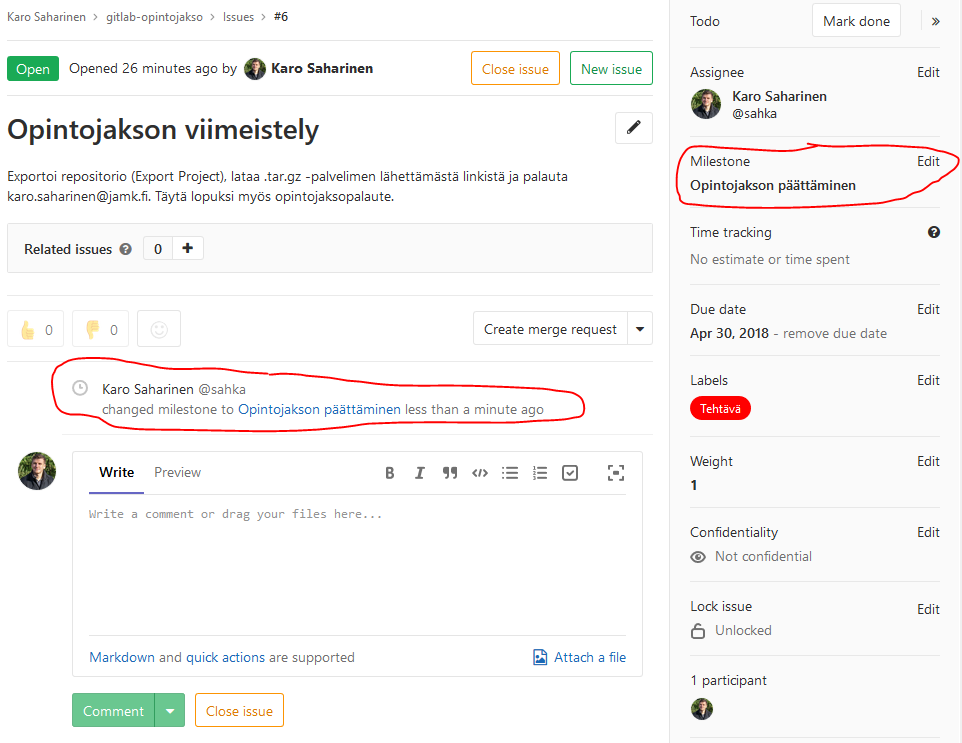 Karo Saharinen > gitlab-opintojakso > Issues > #6
Open Opened 26 minutes ago by Karo Saharinen Close issue New issue
Opintojakson viimeistely
Exportoi repositorio (Export Project), lataa .tar.gz -palvelimen lähettämästä linkistä ja palauta
karo.saharinen@jamk.fi. Täytä lopuksi myös opintojaksopalaute.
Related issues ? 0 +
0 0 Create merge request
Karo Saharinen @sahka
changed milestone to Opintojakson päättäminen less than a minute ago
Write Preview B I
Write a comment or drag your files here...
Markdown and quick actions are supported Attach a file
Comment Close issue
Todo Mark done »
Assignee Edit
Karo Saharinen
@sahka
Milestone Edit
Opintojakson päättäminen
Time tracking ?
No estimate or time spent
Due date Edit
Apr 30, 2018 - remove due date
Labels Edit
Tehtävä
Weight Edit
1
Confidentiality Edit
Not confidential
Lock issue Edit
Unlocked
1 participant